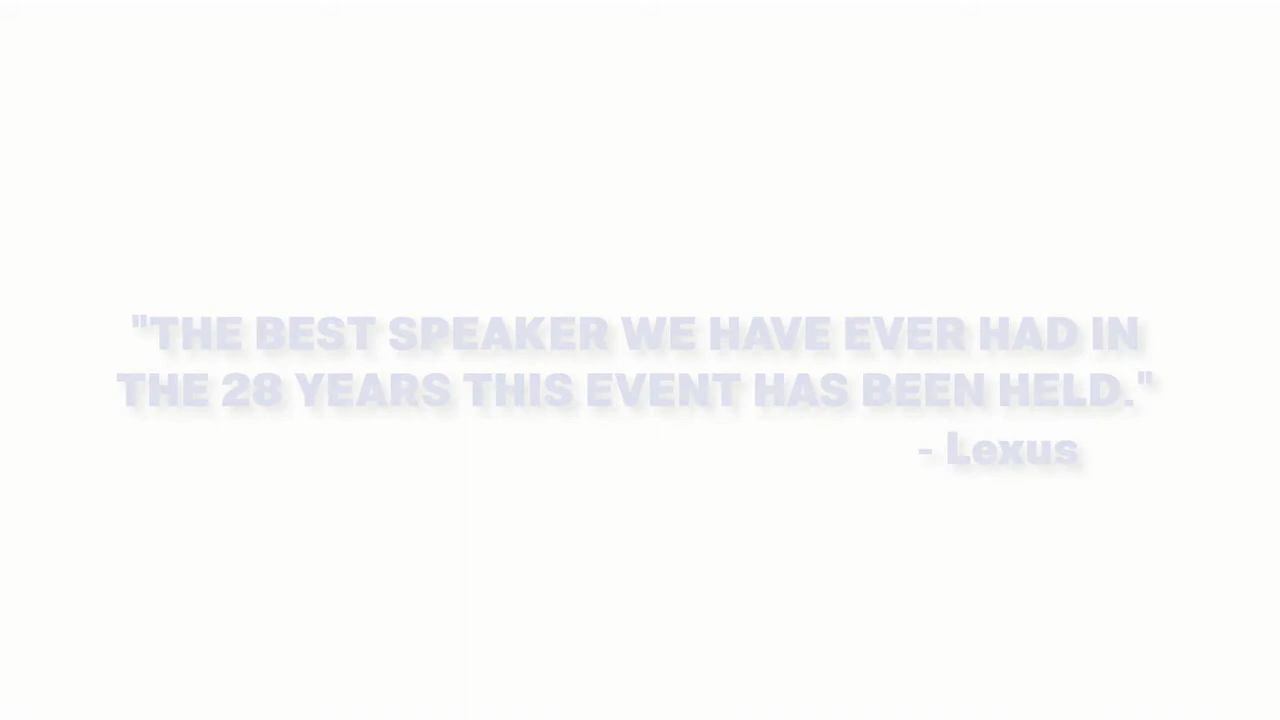 "THE BEST SPEAKER WE HAVE EVER HAD IN
THE 28 YEARS THIS EVENT HAS BEEN HELD."
- Lexus